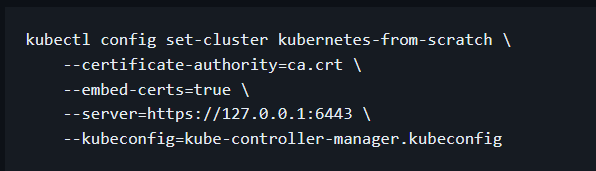 kubectl config set-cluster kubernetes-from-scratch \
    --certificate-authority=ca.crt \
    --embed-certs=true \
    --server=https://127.0.0.1:6443 \
    --kubeconfig=kube-controller-manager.kubeconfig